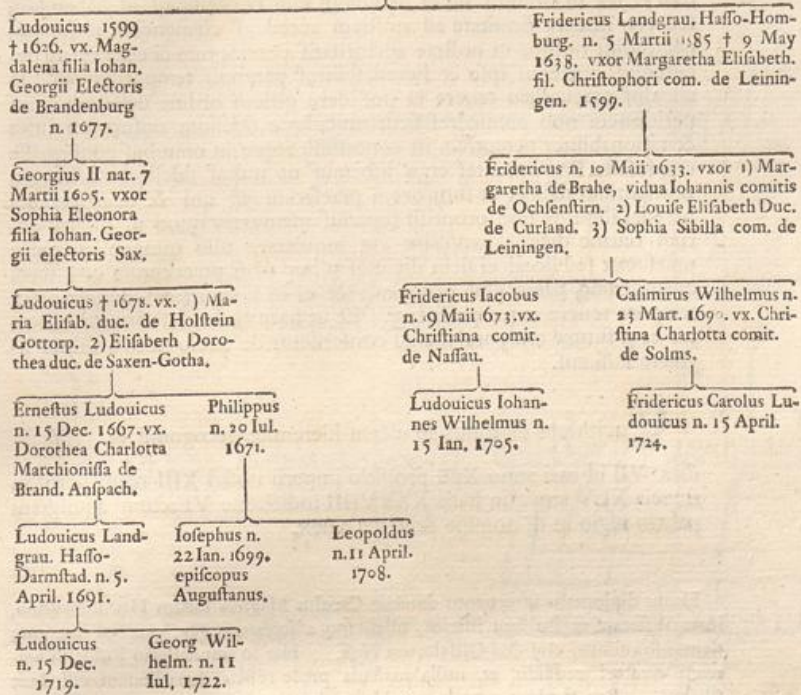 Ludouicus 1599
† 1626. vx. Mag-
dalena filia Iohan.
Georgii Electoris
de Brandenburg
n. 1677.
Fridericus Landgrau. Haſſo-Hom-
burg. n. 5 Martii 1585 † 9 May
1638. vxor Margaretha Eliſabeth.
fil. Chriſtophori com. de Leinin-
gen. 1599.
Georgius II nat. 7
Martii 1605. vxor
Sophia Eleonora
filia Iohan. Geor-
gii electoris Sax.
Fridericus n. 10 Maii 1633. vxor 1) Mar-
garetha de Brahe, vidua Iohannis comitis
de Ochſenſtirn. 2) Louiſe Eliſabeth Duc.
de Curland. 3) Sophia Sibilla com. de
Leiningen.
Ludouicus † 1678. vx. ) Ma-
ria Eliſab. duc. de Holſtein
Gottorp. 2) Eliſabeth Doro-
thea duc. de Saxen-Gotha.
Fridericus Iacobus
n. 19 Maii 673. vx.
Chriſtiana comit.
de Naſſau.
Caſimirus Wilhelmus n.
23 Mart. 1690. vx. Chri-
ſtina Charlotta comit.
de Solms.
Erneſtus Ludouicus
n. 15 Dec. 1667. vx.
Dorothea Charlotta
Marchioniſſa de
Brand. Anſpach.
Philippus
n. 20 Iul.
1671.
Ludouicus Iohan-
nes Wilhelmus n.
15 Ian. 1705.
Fridericus Carolus Lu-
douicus n. 15 April.
1724.
Ludouicus Land-
grau. Haſſo-
Darmſtad. n. 5.
April. 1691.
Ioſephus n.
22 Ian. 1699.
epiſcopus
Auguſtanus.
Leopoldus
n. 11 April.
1708.
Ludouicus
n. 15 Dec.
1719.
Georg Wil-
helm. n. 11
Iul. 1722.